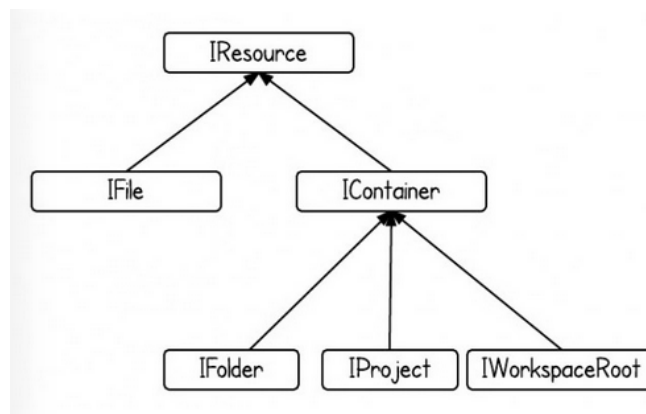 IResource
IFile
IContainer
IFolder
IProject
IWorkspaceRoot